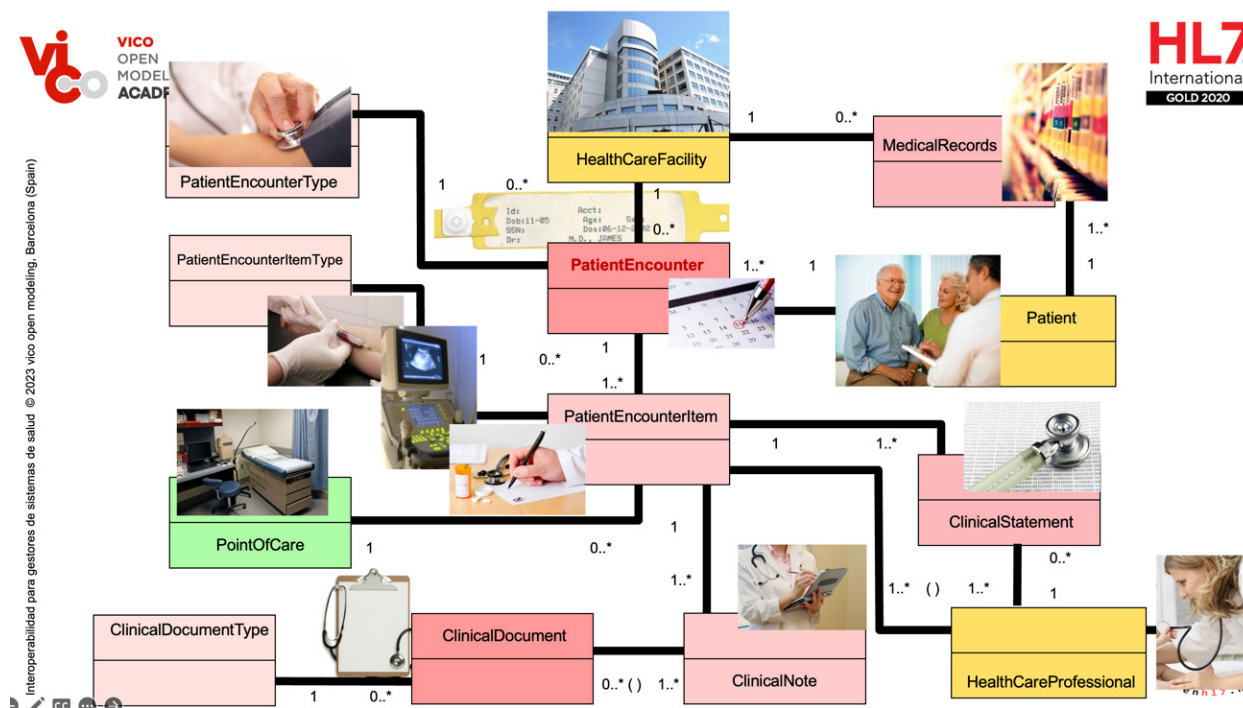 VICO
OPEN
MODEL
ACADE
HL7
International
GOLD 2020
HealthCareFacility
1
0..*
MedicalRecords
PatientEncounterType
1
0..*
1
0..*
Id:
Acct:
Dob:11-05
Age:
SSN:
Dos:06-12-
Dr:
M.D., JAMES
1..*
1
PatientEncounterItemType
PatientEncounter
1..*
1
Patient
1
0..*
1
1..*
PatientEncounterItem
1
1..*
ClinicalStatement
PointOfCare
1
0..*
1
1..*
0..*
1
1..* ( ) 1..*
ClinicalDocumentType
ClinicalDocument
ClinicalNote
HealthCareProfessional
1
0..*
0..* ( ) 1..*
Interoperabilidad para gestores de sistemas de salud © 2023 vico open modeling, Barcelona (Spain)